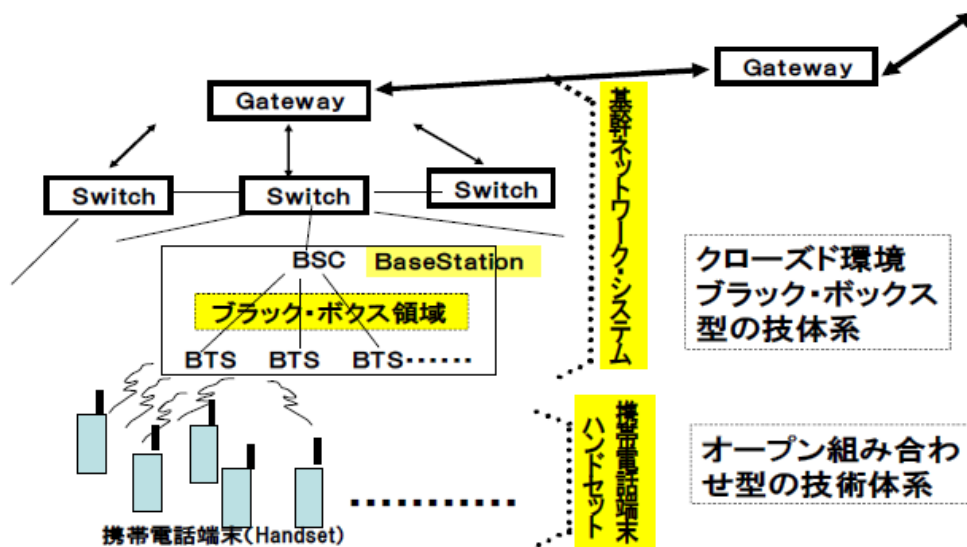 Gateway
Gateway
Switch
Switch
Switch
BSC
BaseStation
ブラック・ボクス領域
BTS
BTS
BTS……
基幹ネットワーク・システム
クローズド環境
ブラック・ボックス
型の技体系
携帯電話端末
ハンドセット
オープン組み合わ
せ型の技術体系
携帯電話端末(Handset)